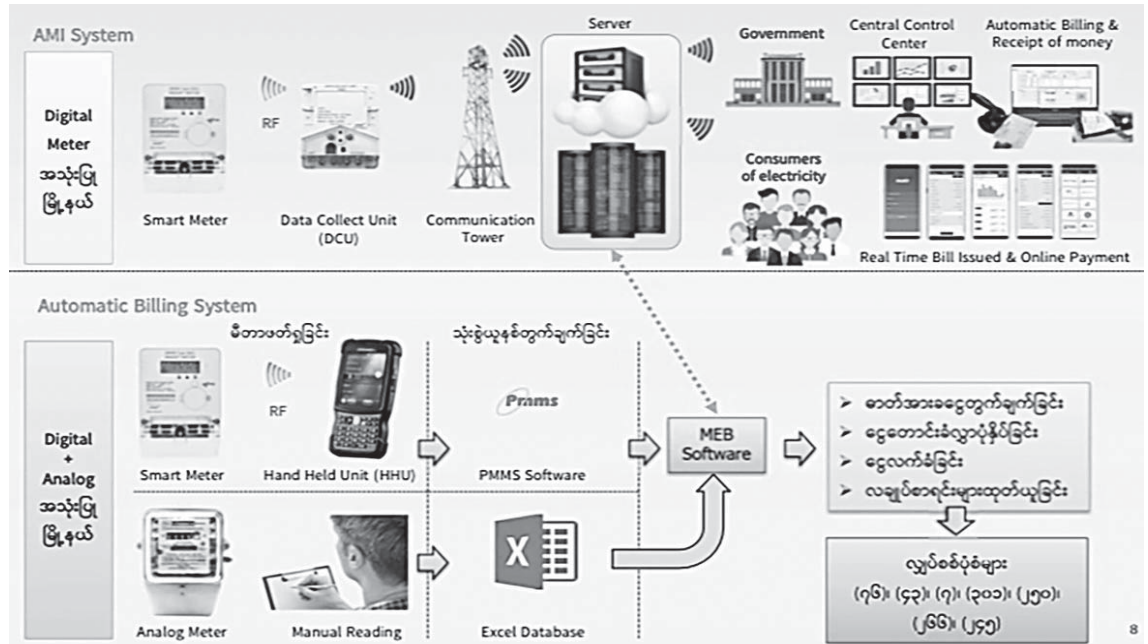 AMI System
Digital
Meter
အသုံးပြု
မြို့နယ်
RF
Smart Meter
Data Collect Unit
(DCU)
Communication
Tower
Server
Government
Central Control
Center
Automatic Billing &
Receipt of money
Consumers
of electricity
Real Time Bill Issued & Online Payment
Automatic Billing System
Digital
+
Analog
အသုံးပြု
မြို့နယ်
မီတာဖတ်ရှုခြင်း
RF
Smart Meter
Hand Held Unit (HHU)
သုံးစွဲယူနစ်တွက်ချက်ခြင်း
Pmms
PMMS Software
Analog Meter
Manual Reading
X
Excel Database
MEB
Software
➢ ဓာတ်အားခငွေတွက်ချက်ခြင်း
➢ ငွေတောင်းခံလွှာပုံနှိပ်ခြင်း
➢ ငွေလက်ခံခြင်း
➢ လချုပ်စာရင်းများထုတ်ယူခြင်း
လျှပ်စစ်ပုံစံများ
(၇၆)၊ (၄၃)၊ (၇)၊ (၃၀၁)၊ (၂၅၀)၊
(၂၆၆)၊ (၂၄၅)
8